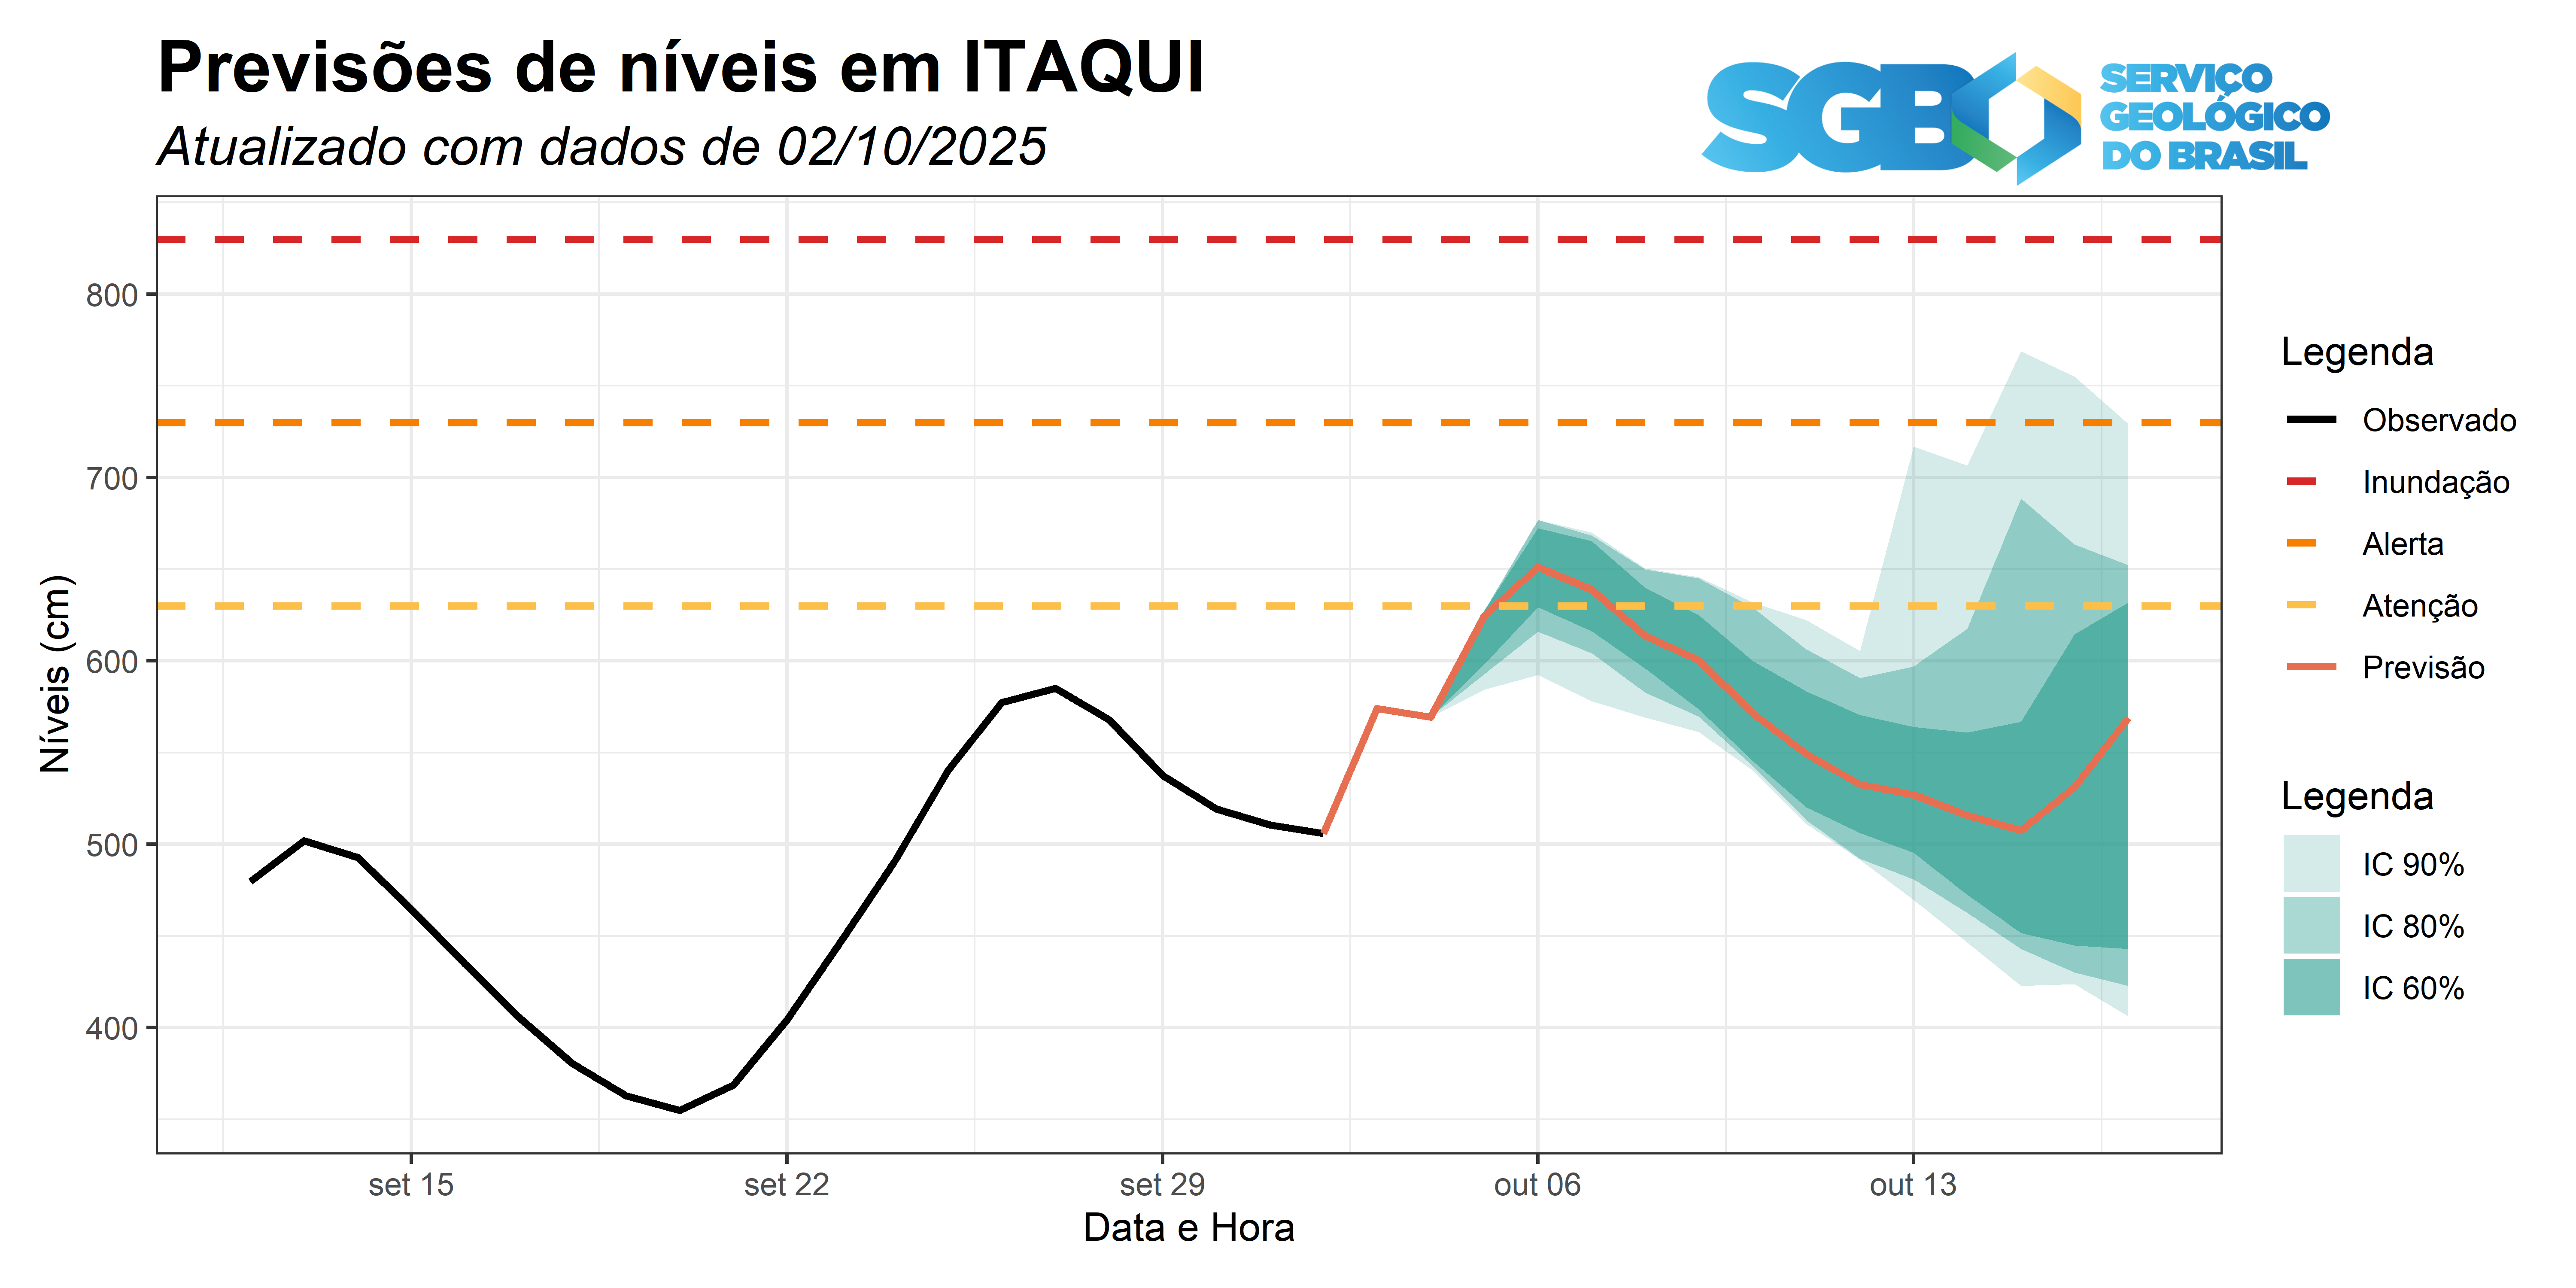 Previsões de níveis em ITAQUI
Atualizado com dados de 02/10/2025
SGB
SERVIÇO
GEOLÓGICO
DO BRASIL
800
700
600
500
400
Níveis (cm)
set 15
set 22
set 29
out 06
out 13
Data e Hora
Legenda
Observado
Inundação
Alerta
Atenção
Previsão
Legenda
IC 90%
IC 80%
IC 60%